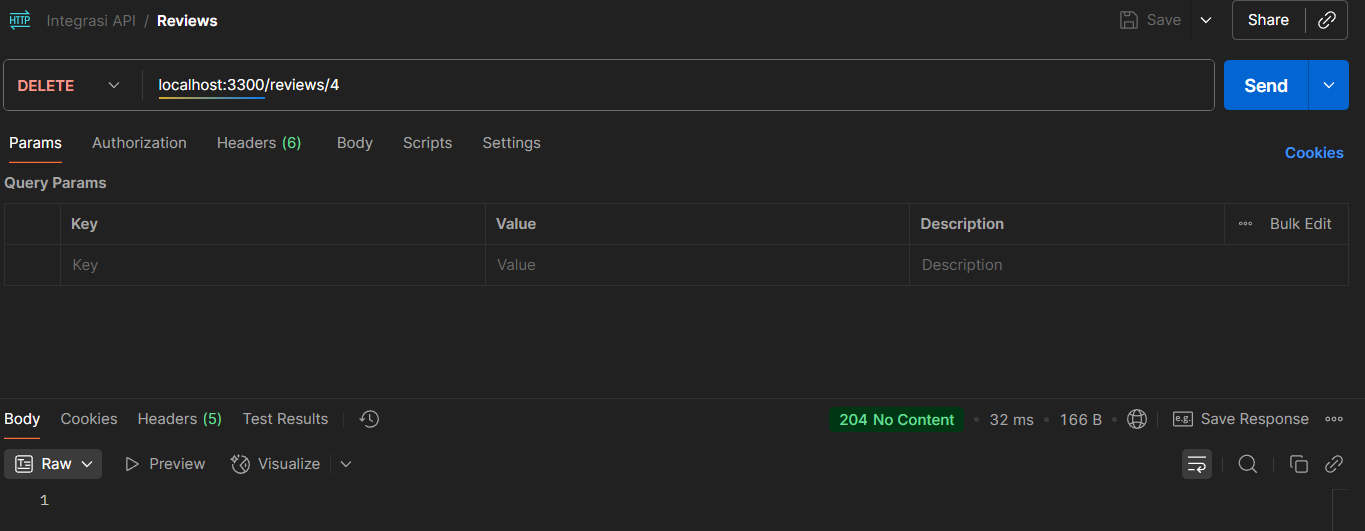 HTTP Integrasi API / Reviews Save Share
DELETE localhost:3300/reviews/4 Send
Params Authorization Headers (6) Body Scripts Settings Cookies
Query Params
Key Value Description Bulk Edit
Key Value Description
Body Cookies Headers (5) Test Results 204 No Content 32 ms 166 B e.g. Save Response
Raw Preview Visualize
1